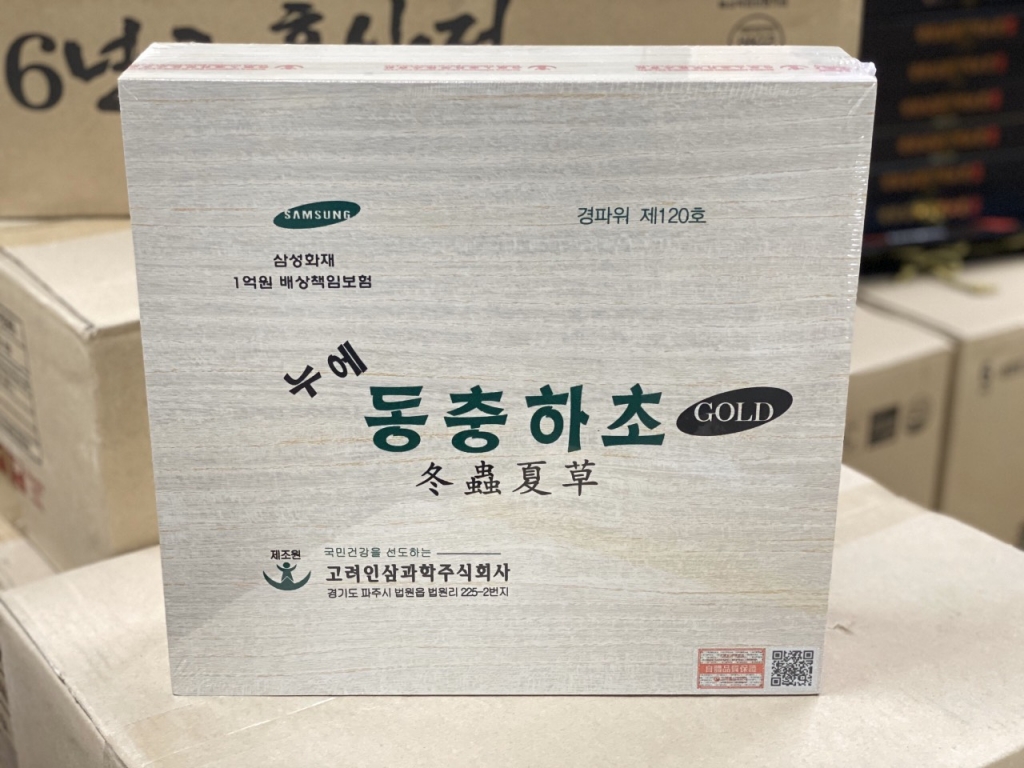 6년
SAMSUNG
경파위 제120호
삼성화재
1억원 배상책임보험
누에
동충하초 GOLD
冬蟲夏草
제조원
국민건강을 선도하는
고려인삼과학주식회사
경기도 파주시 법원읍 법원리 225-2번지